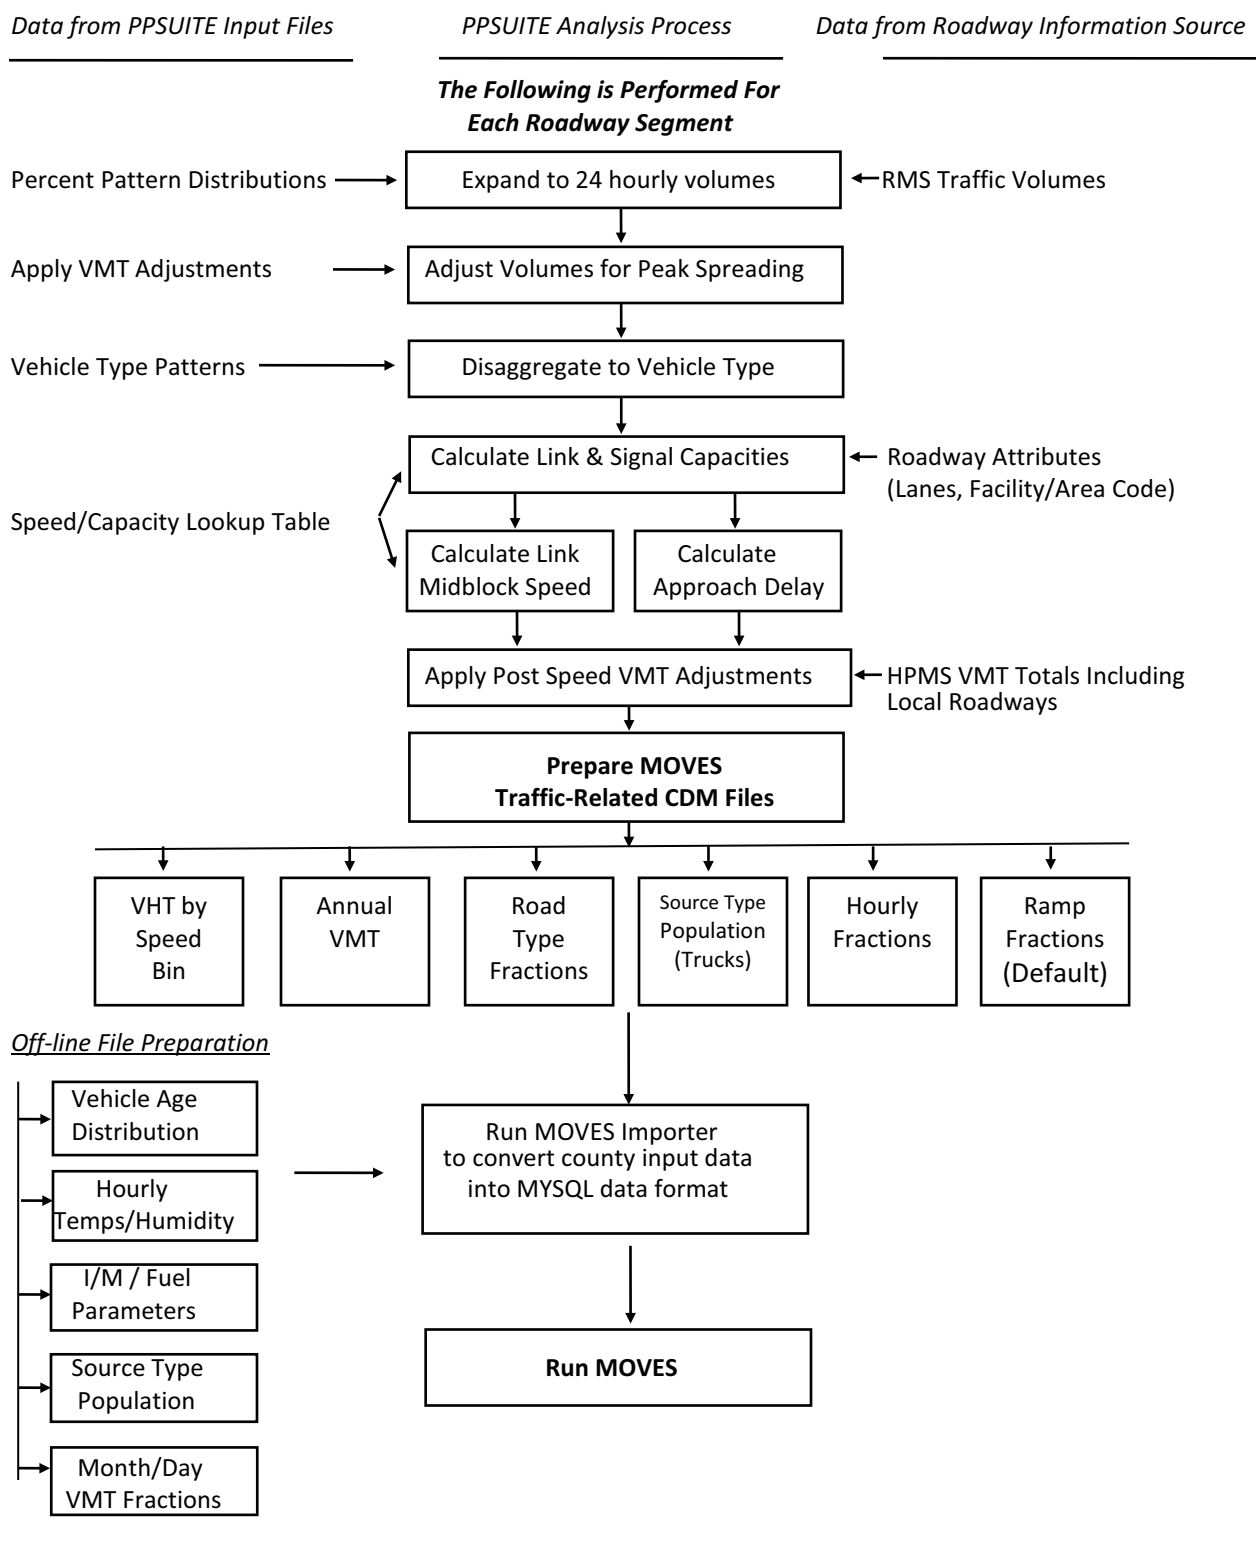 Data from PPSUITE Input Files
PPSUITE Analysis Process
Data from Roadway Information Source
The Following is Performed For
Each Roadway Segment
Percent Pattern Distributions
Expand to 24 hourly volumes
RMS Traffic Volumes
Apply VMT Adjustments
Adjust Volumes for Peak Spreading
Vehicle Type Patterns
Disaggregate to Vehicle Type
Calculate Link & Signal Capacities
Roadway Attributes
(Lanes, Facility/Area Code)
Speed/Capacity Lookup Table
Calculate Link
Midblock Speed
Calculate
Approach Delay
Apply Post Speed VMT Adjustments
HPMS VMT Totals Including
Local Roadways
Prepare MOVES
Traffic-Related CDM Files
VHT by
Speed
Bin
Annual
VMT
Road
Type
Fractions
Source Type
Population
(Trucks)
Hourly
Fractions
Ramp
Fractions
(Default)
Off-line File Preparation
Vehicle Age
Distribution
Hourly
Temps/Humidity
I/M / Fuel
Parameters
Source Type
Population
Month/Day
VMT Fractions
Run MOVES Importer
to convert county input data
into MYSQL data format
Run MOVES